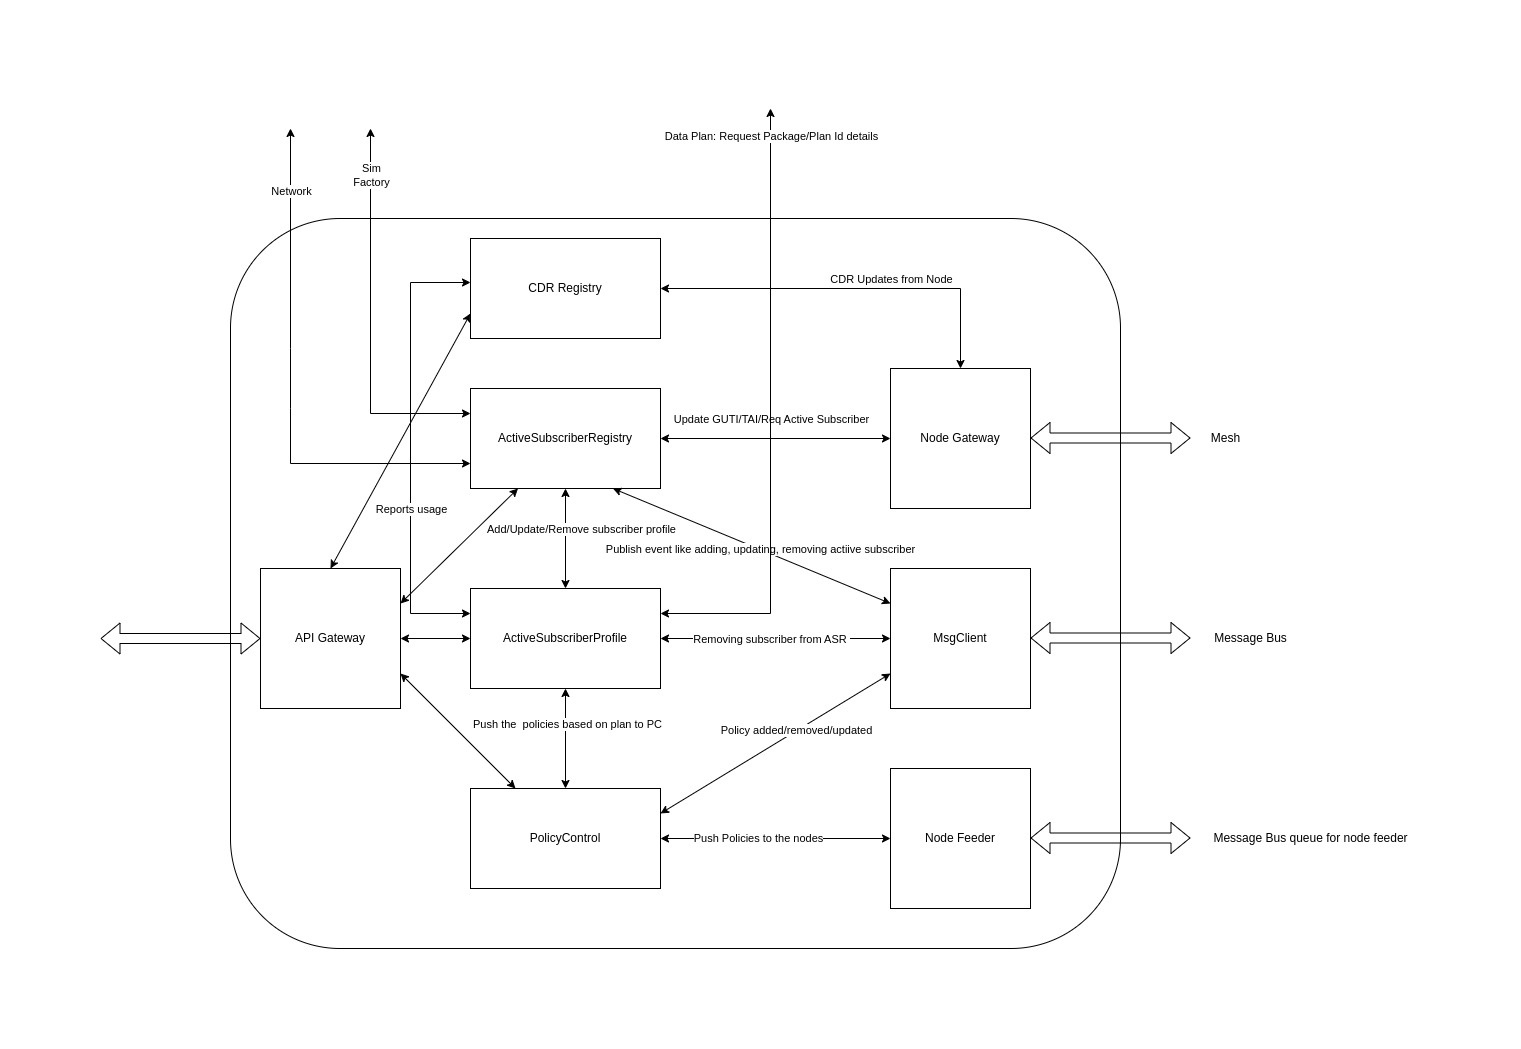 Data Plan: Request Package/Plan Id details
Sim
Factory
Network
CDR Updates from Node
CDR Registry
Update GUTI/TAI/Req Active Subscriber
ActiveSubscriberRegistry
Node Gateway
Mesh
Reports usage
Add/Update/Remove subscriber profile
Publish event like adding, updating, removing actiive subscriber
API Gateway
ActiveSubscriberProfile
Removing subscriber from ASR
MsgClient
Message Bus
Push the  policies based on plan to PC
Policy added/removed/updated
PolicyControl
Push Policies to the nodes
Node Feeder
Message Bus queue for node feeder